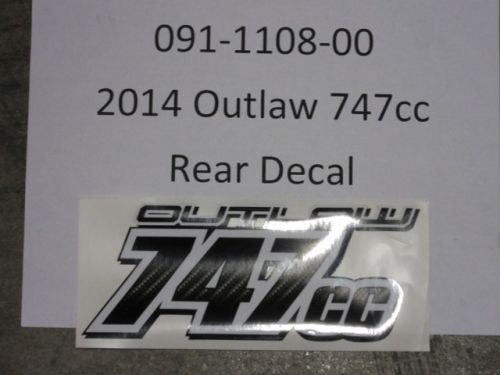 091-1108-00
2014 Outlaw 747cc
Rear Decal
OUTLAW
747cc